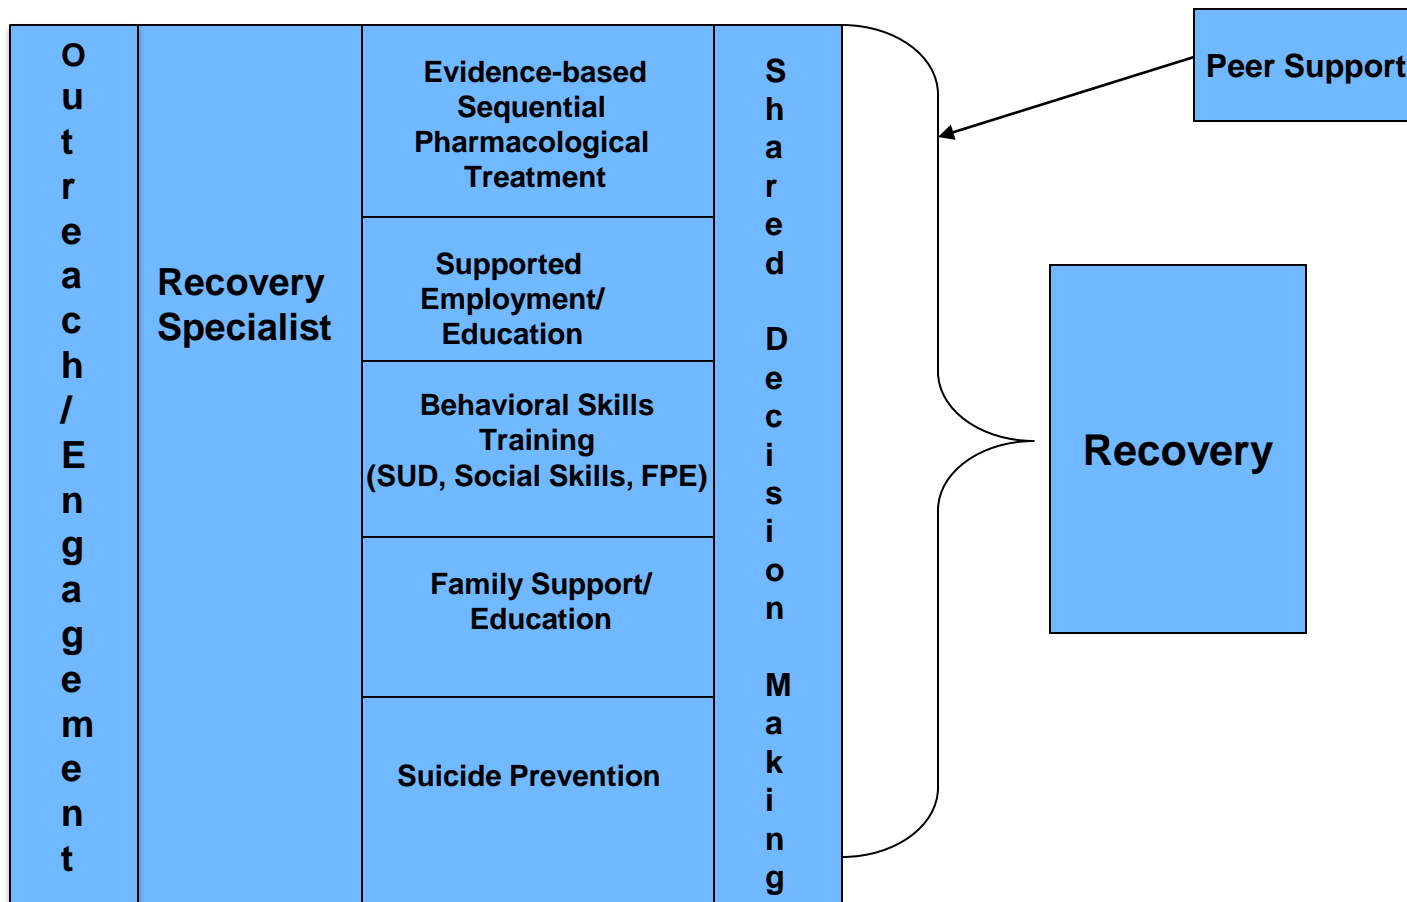 Outreach/Engagement
Recovery
Specialist
Evidence-based
Sequential
Pharmacological
Treatment
Supported
Employment/
Education
Behavioral Skills
Training
(SUD, Social Skills, FPE)
Family Support/
Education
Suicide Prevention
Shared Decision Making
Peer Support
Recovery